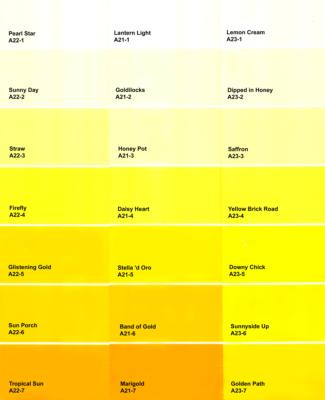 Pearl Star
A22-1
Lantern Light
A21-1
Lemon Cream
A23-1
Sunny Day
A22-2
Goldilocks
A21-2
Dipped in Honey
A23-2
Straw
A22-3
Honey Pot
A21-3
Saffron
A23-3
Firefly
A22-4
Daisy Heart
A21-4
Yellow Brick Road
A23-4
Glistening Gold
A22-5
Stella 'd Oro
A21-5
Downy Chick
A23-5
Sun Porch
A22-6
Band of Gold
A21-6
Sunnyside Up
A23-6
Tropical Sun
A22-7
Marigold
A21-7
Golden Path
A23-7